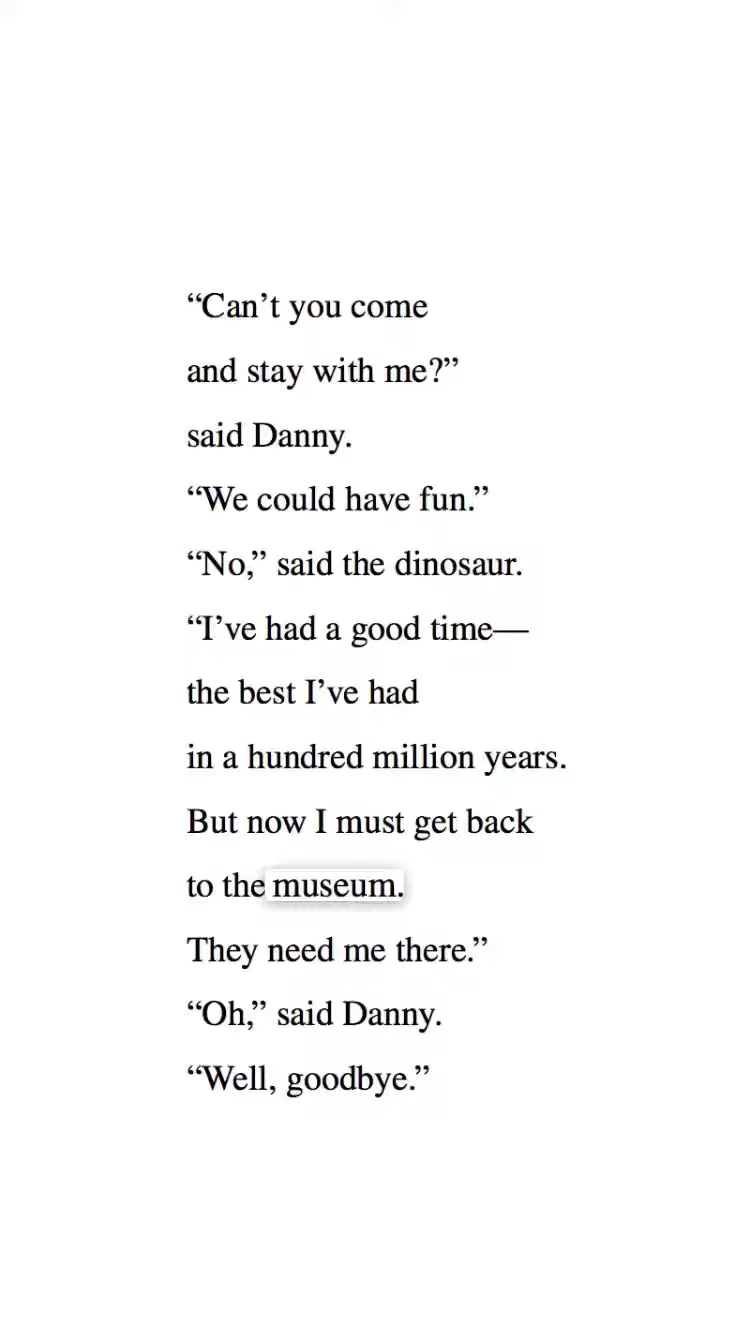 “Can’t you come
and stay with me?”
said Danny.
“We could have fun.”
“No,” said the dinosaur.
“I’ve had a good time—
the best I’ve had
in a hundred million years.
But now I must get back
to the museum.
They need me there.”
“Oh,” said Danny.
“Well, goodbye.”